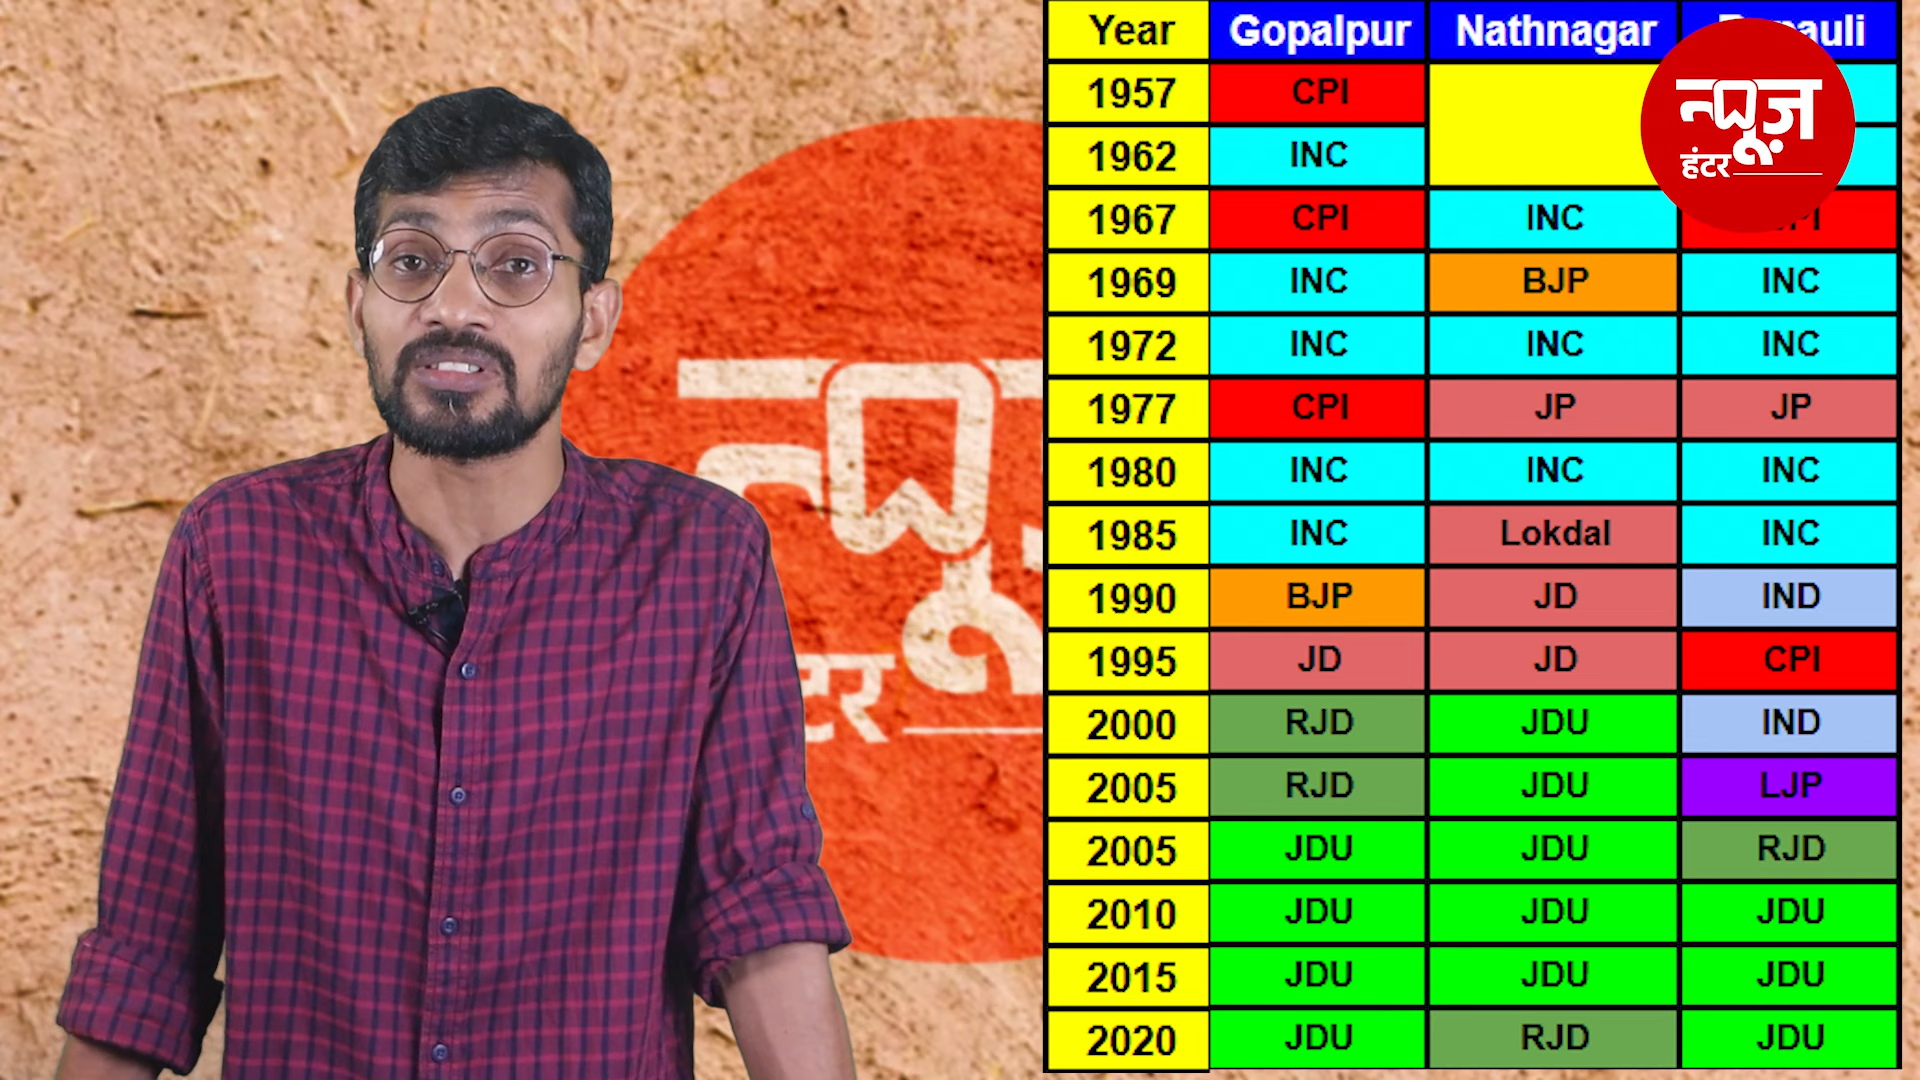 Year Gopalpur Nathnagar
1957 CPI
1962 INC
1967 CPI INC
1969 INC BJP INC
1972 INC INC INC
1977 CPI JP JP
1980 INC INC INC
1985 INC Lokdal INC
1990 BJP JD IND
1995 JD JD CPI
2000 RJD JDU IND
2005 RJD JDU LJP
2005 JDU JDU RJD
2010 JDU JDU JDU
2015 JDU JDU JDU
2020 JDU RJD JDU
न्यूज़
हंटर